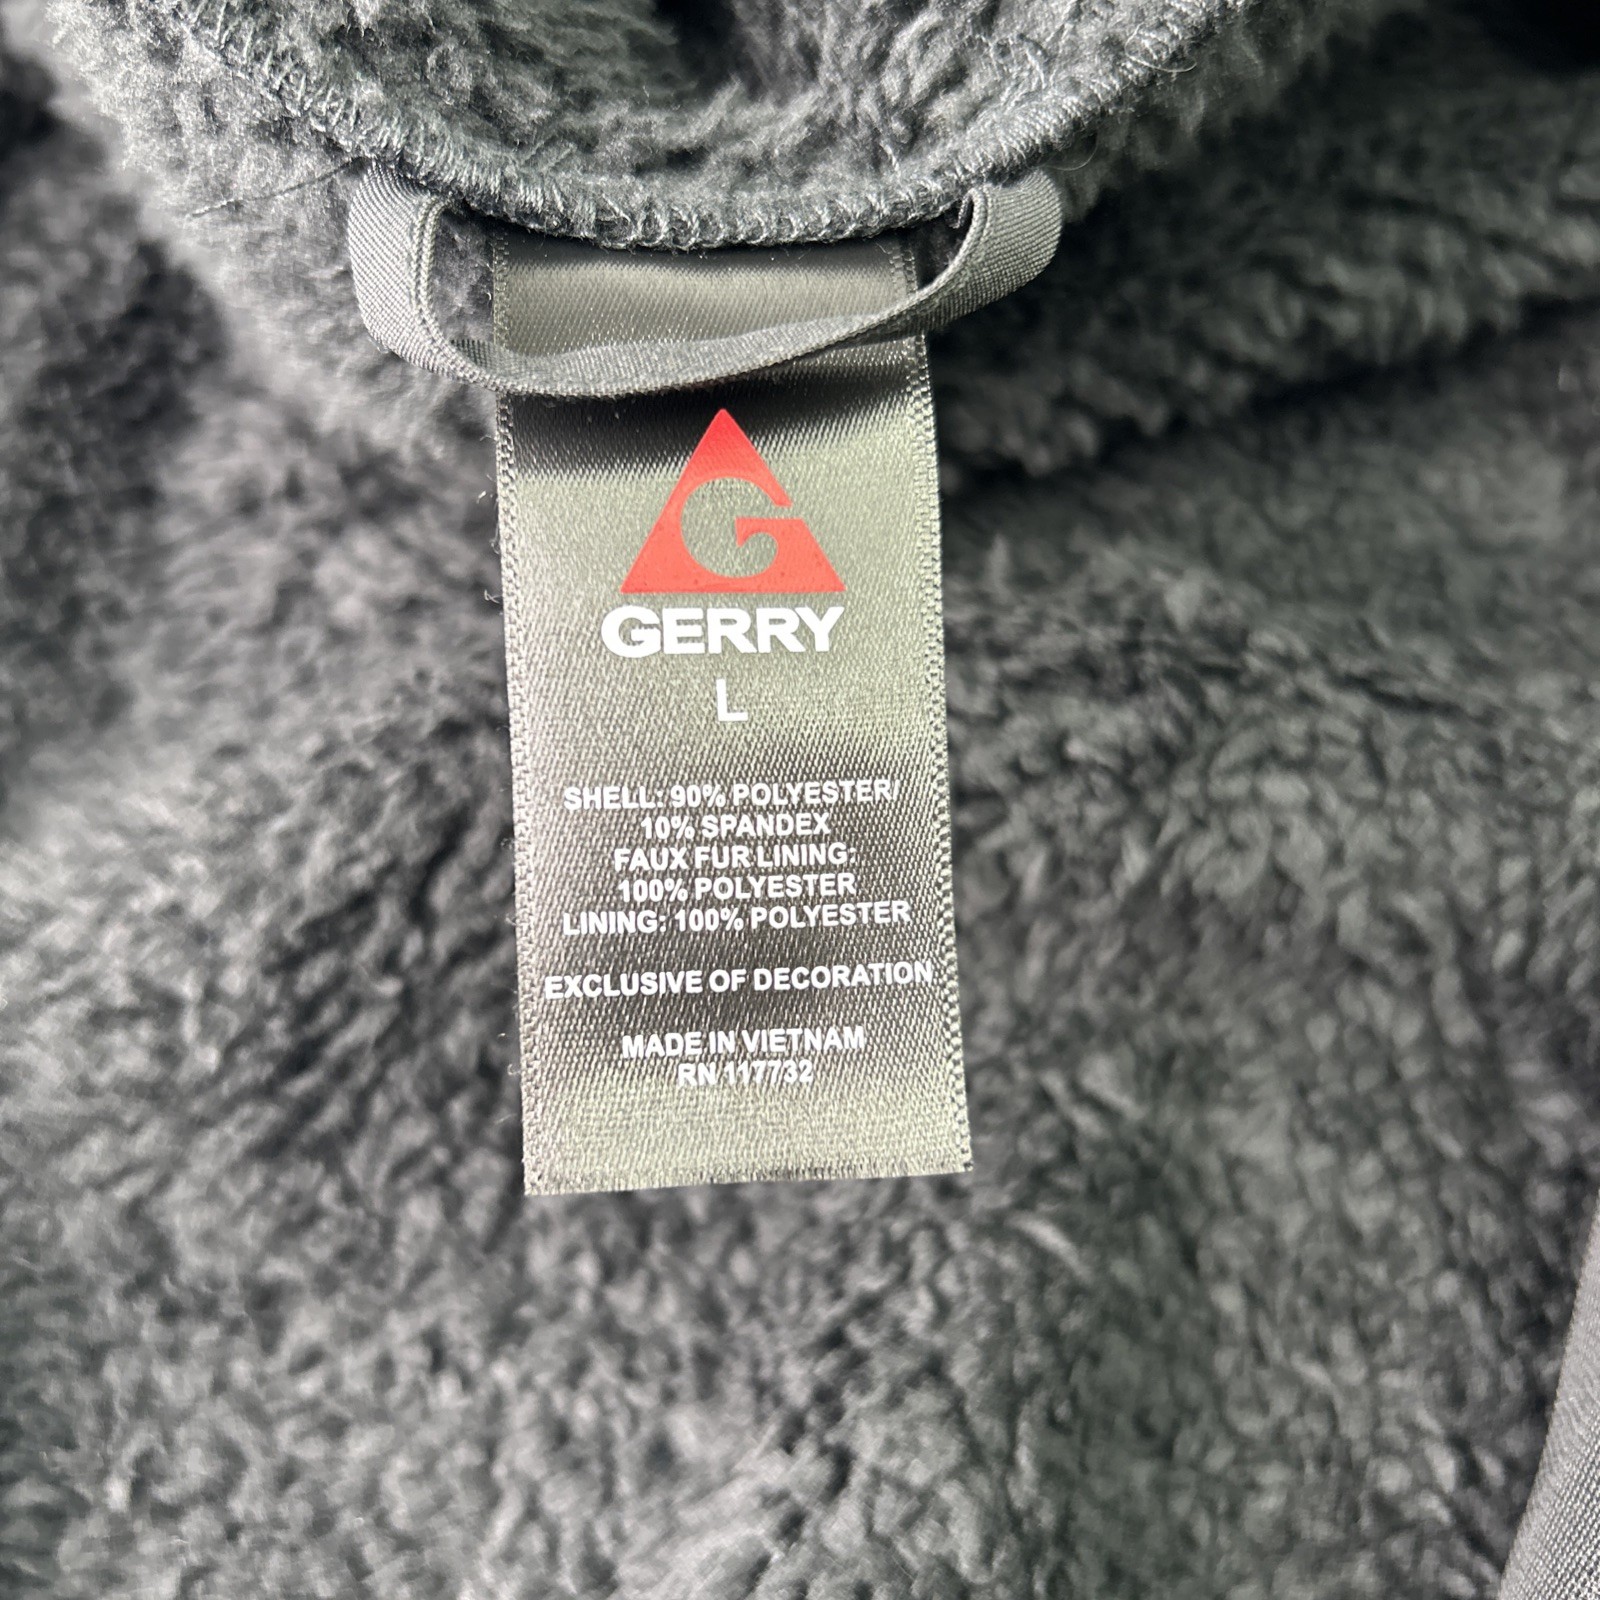 G
GERRY
L
SHELL: 90% POLYESTER/
10% SPANDEX
FAUX FUR LINING:
100% POLYESTER
LINING: 100% POLYESTER
EXCLUSIVE OF DECORATION
MADE IN VIETNAM
RN 117732